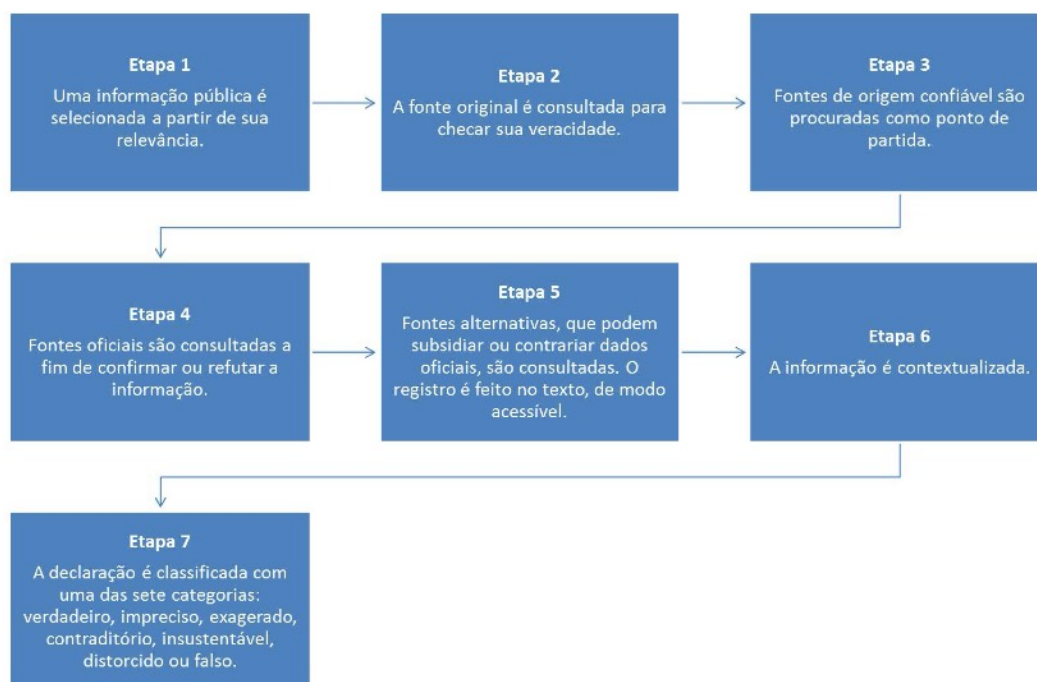 Etapa 1
Uma informação pública é
selecionada a partir de sua
relevância.
Etapa 2
A fonte original é consultada para
checar sua veracidade.
Etapa 3
Fontes de origem confiável são
procuradas como ponto de
partida.
Etapa 4
Fontes oficiais são consultadas a
fim de confirmar ou refutar a
informação.
Etapa 5
Fontes alternativas, que podem
subsidiar ou contrariar dados
oficiais, são consultadas. O
registro é feito no texto, de modo
acessível.
Etapa 6
A informação é contextualizada.
Etapa 7
A declaração é classificada com
uma das sete categorias:
verdadeiro, impreciso, exagerado,
contraditório, insustentável,
distorcido ou falso.